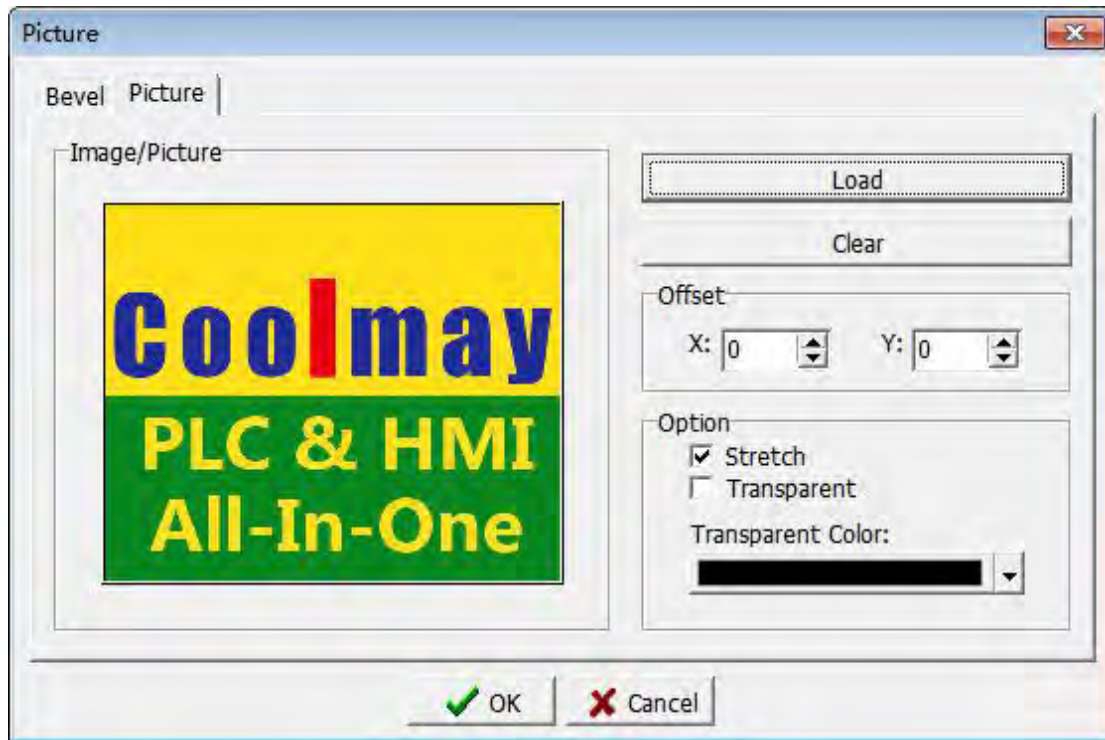 Picture
Bevel Picture
Image/Picture
Coolmay
PLC & HMI
All-In-One
Load
Clear
Offset
X: 0 Y: 0
Option
Stretch
Transparent
Transparent Color:
OK Cancel